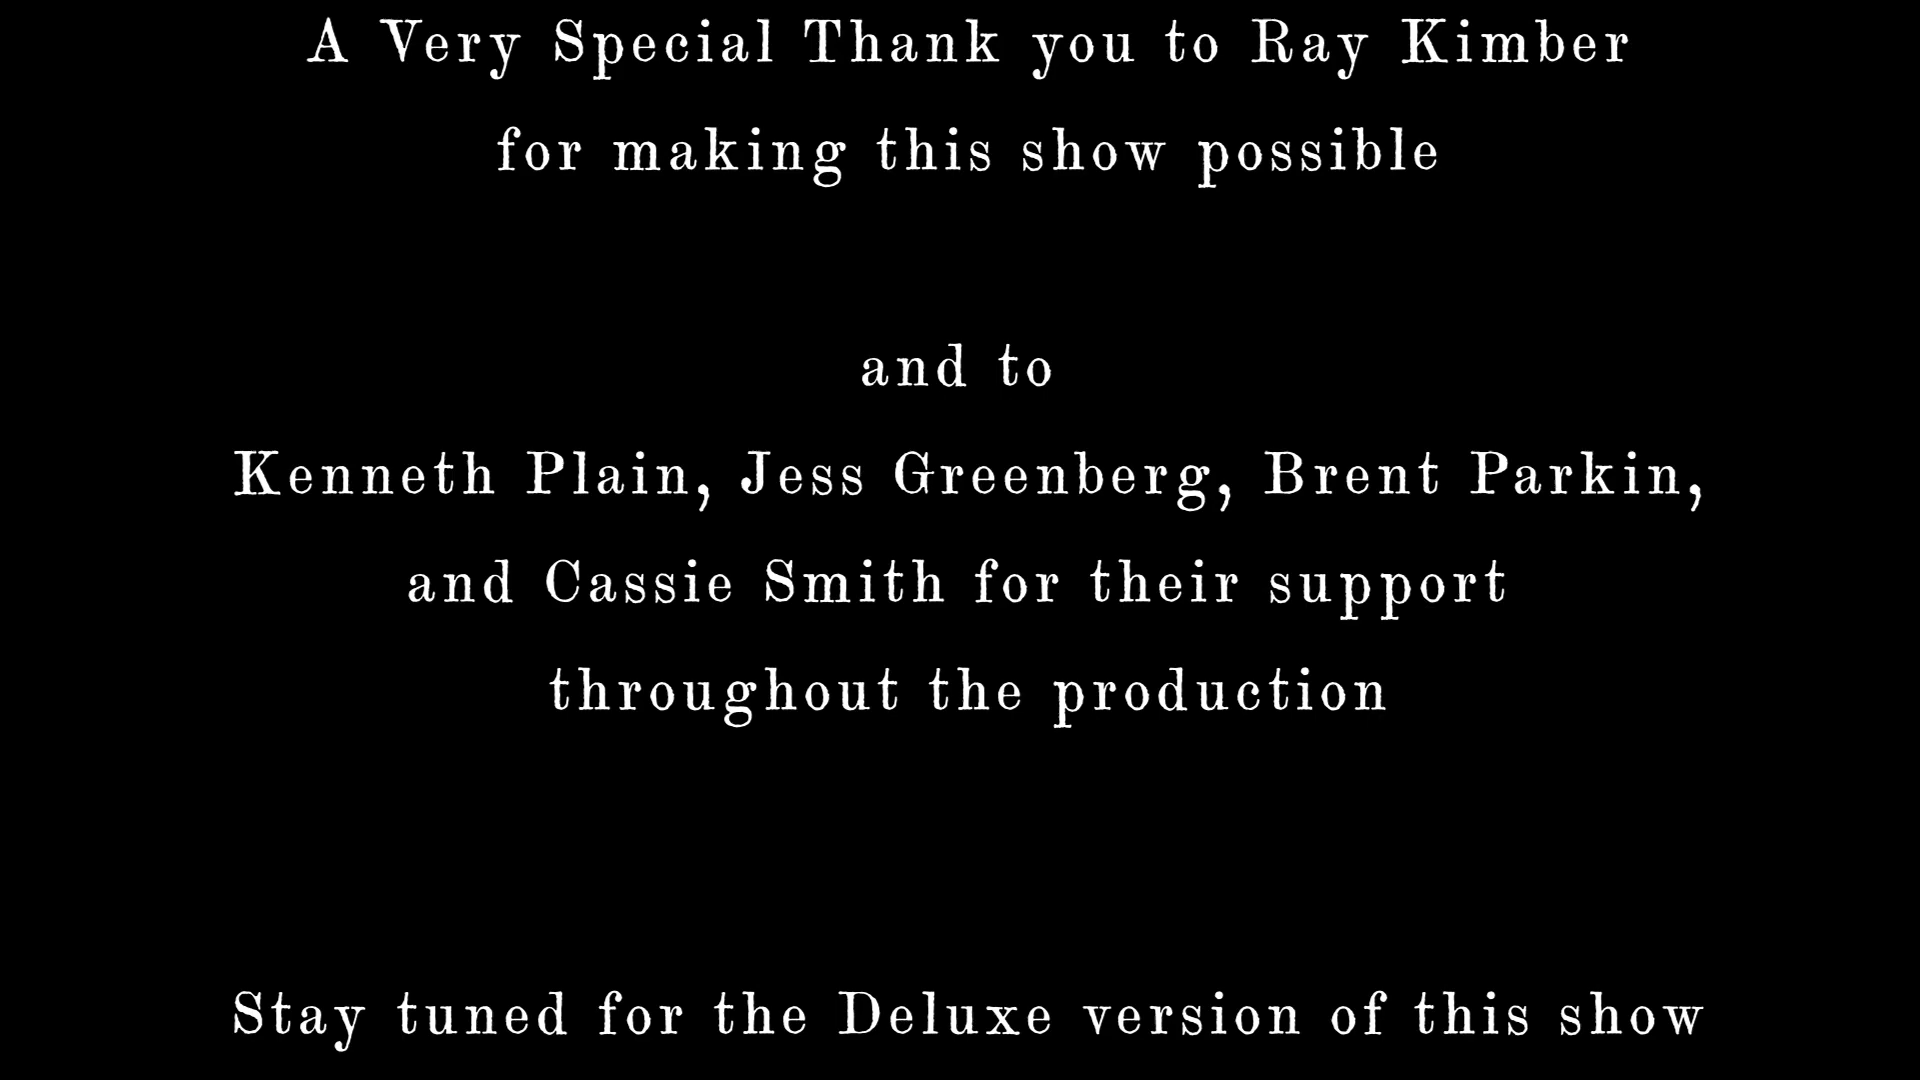 A Very Special Thank you to Ray Kimber
for making this show possible
and to
Kenneth Plain, Jess Greenberg, Brent Parkin,
and Cassie Smith for their support
throughout the production
Stay tuned for the Deluxe version of this show